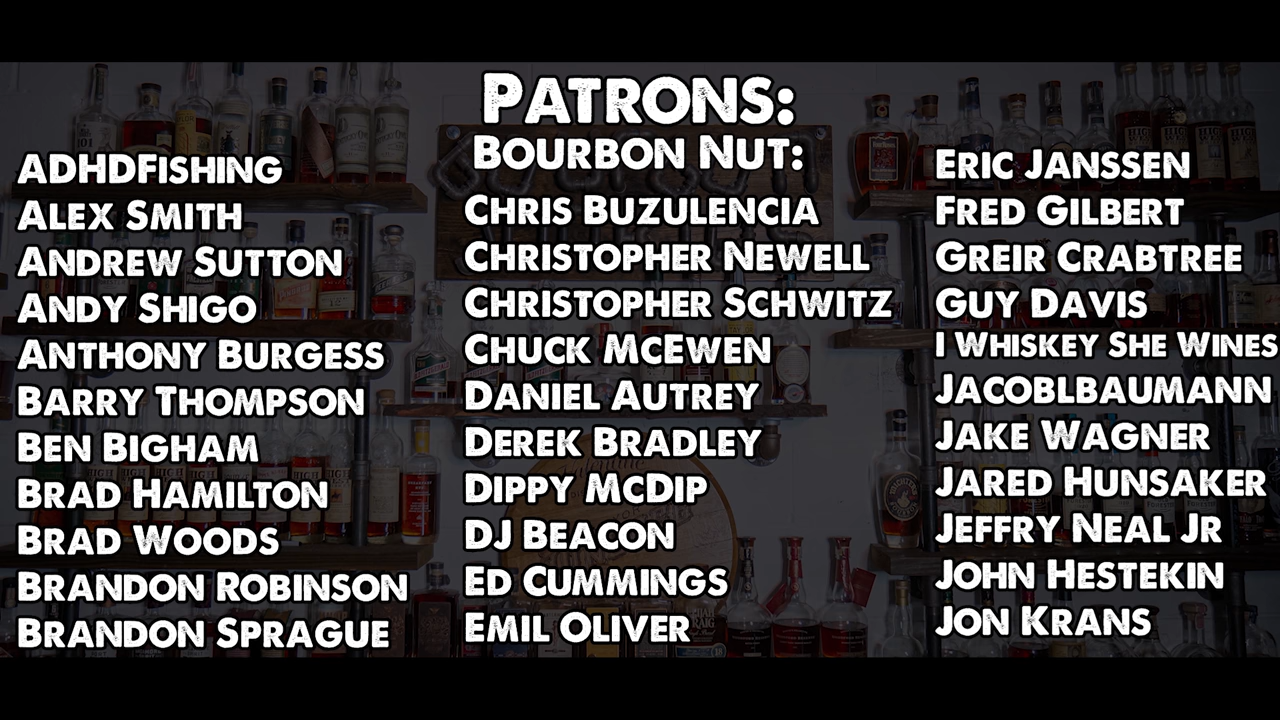 Patrons:
Bourbon Nut:
ADHDFishing
Alex Smith
Andrew Sutton
Andy Shigo
Anthony Burgess
Barry Thompson
Ben Bigham
Brad Hamilton
Brad Woods
Brandon Robinson
Brandon Sprague
Chris Buzulencia
Christopher Newell
Christopher Schwitz
Chuck McEwen
Daniel Autrey
Derek Bradley
Dippy McDip
DJ Beacon
Ed Cummings
Emil Oliver
Eric Janssen
Fred Gilbert
Greir Crabtree
Guy Davis
I Whiskey She Wines
Jacoblbaumann
Jake Wagner
Jared Hunsaker
Jeffry Neal Jr
John Hestekin
Jon Krans